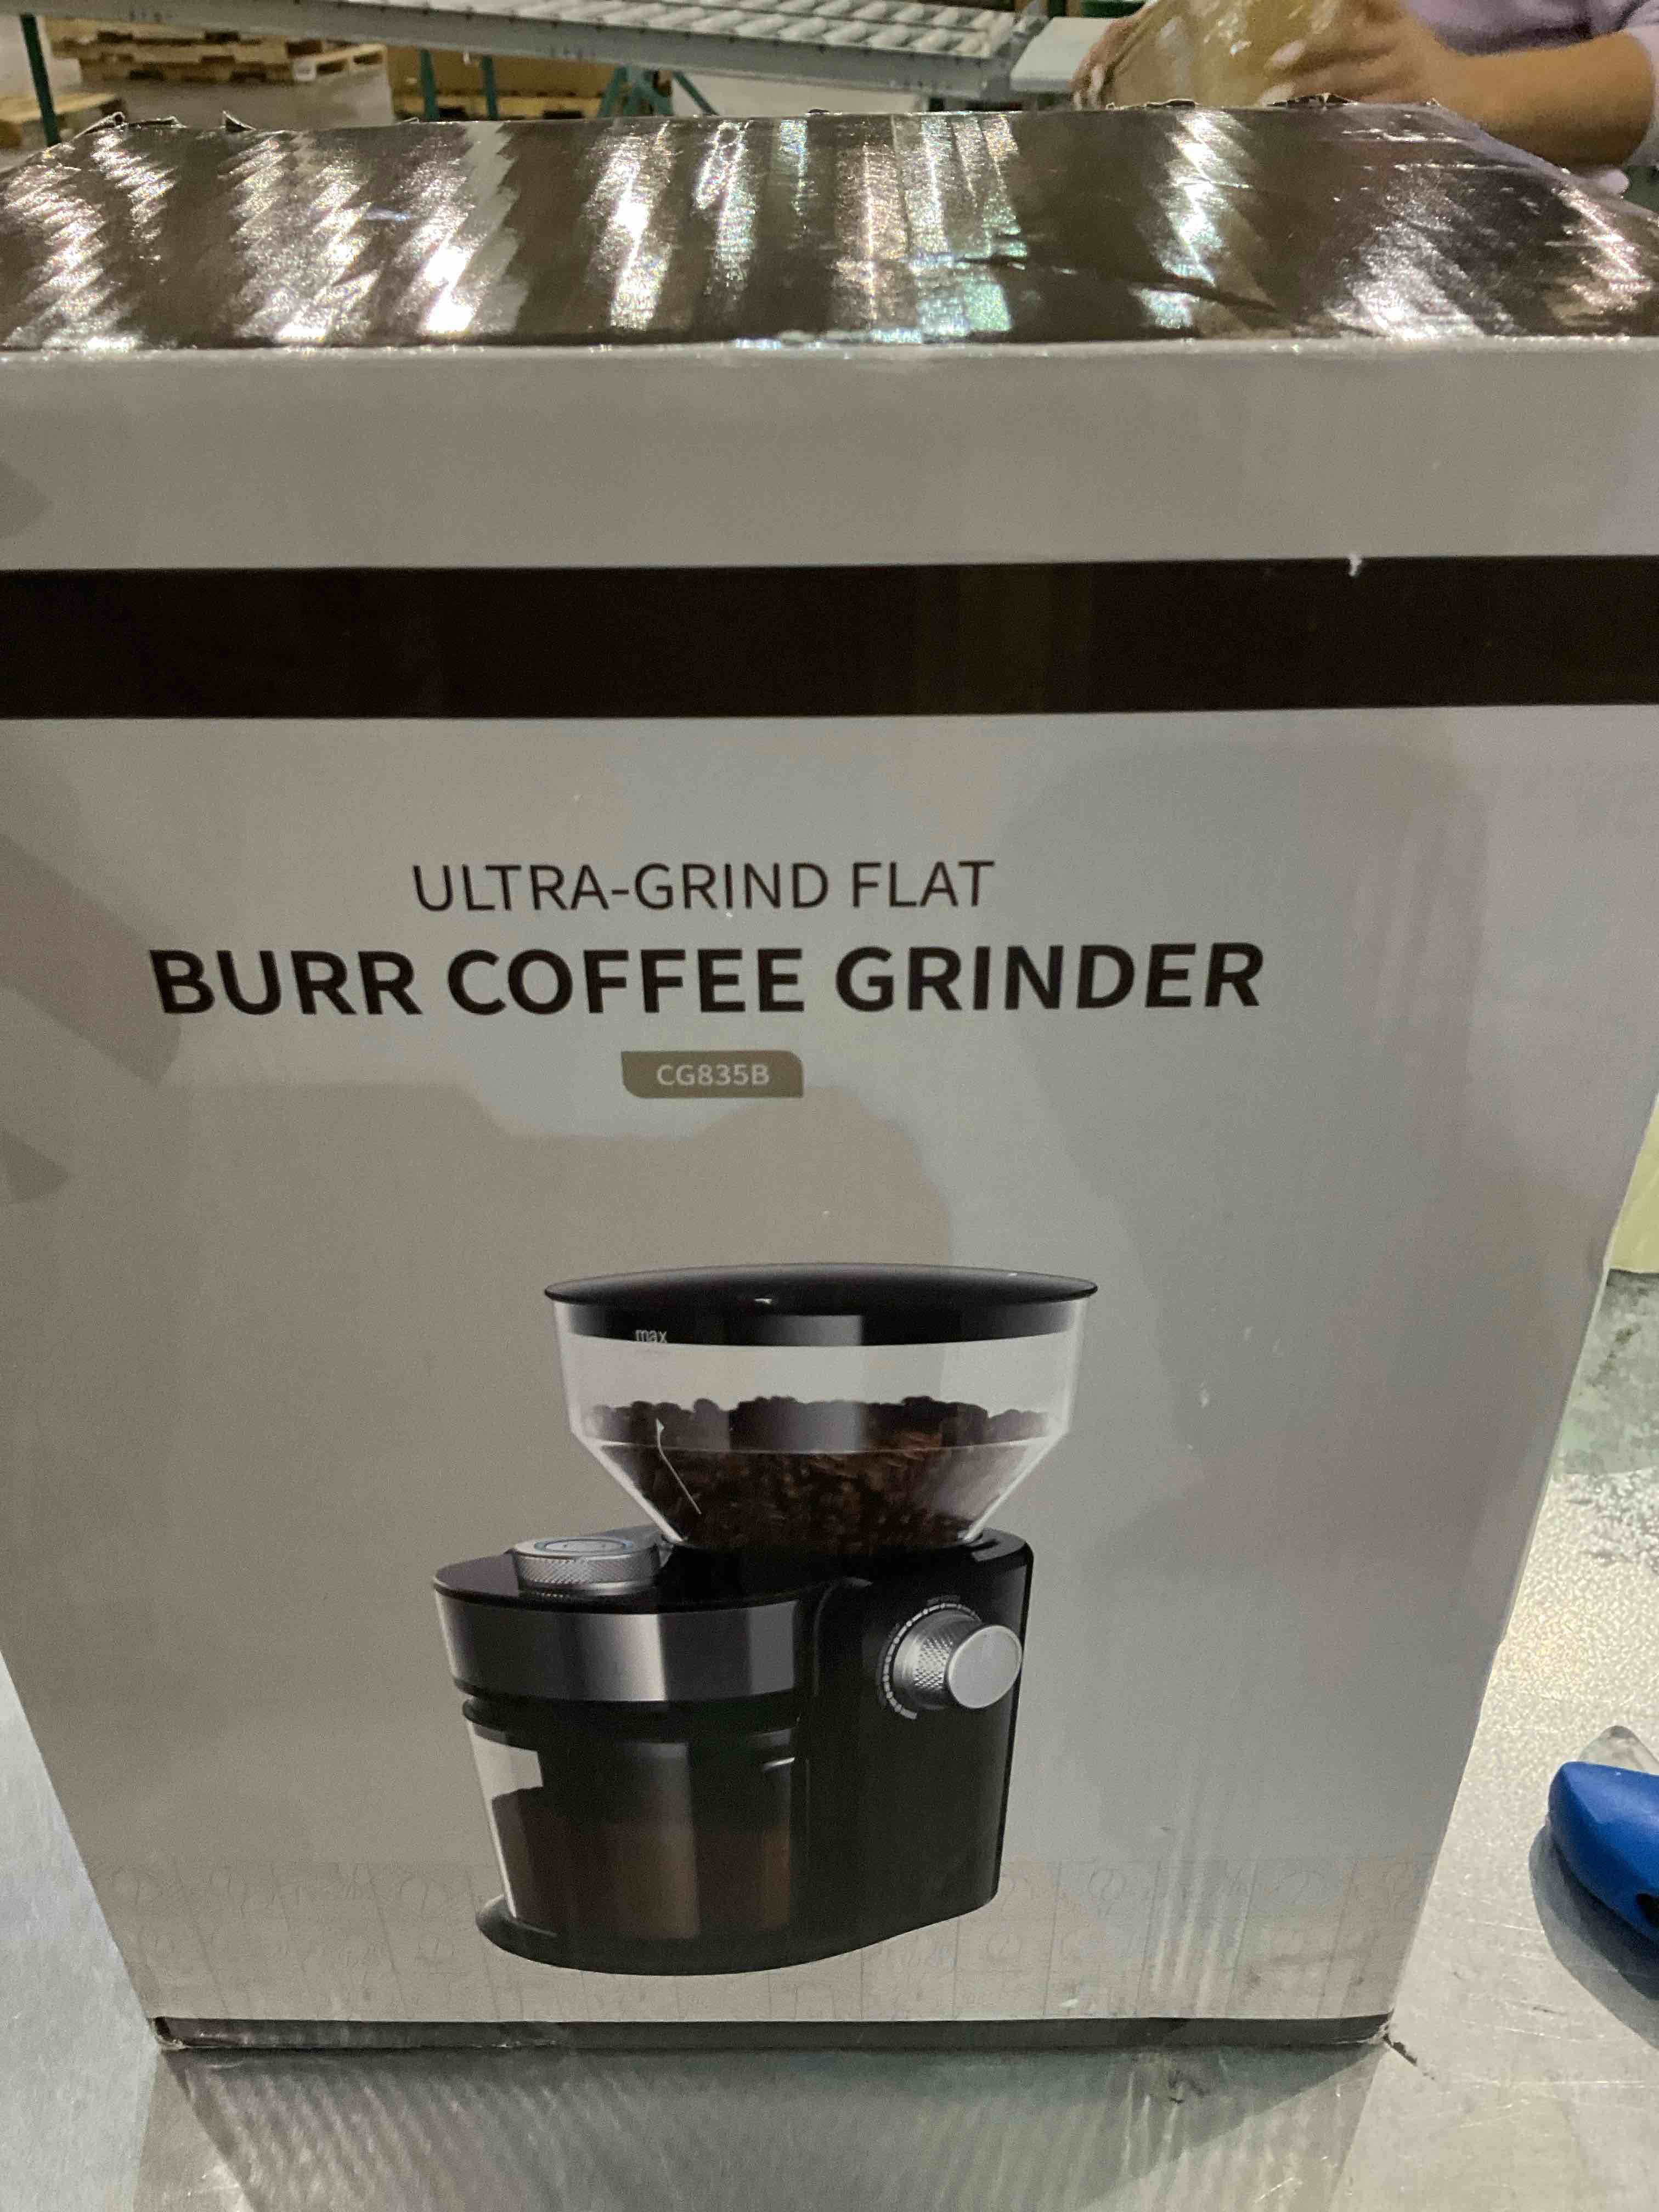 ULTRA-GRIND FLAT
BURR COFFEE GRINDER
CG835B
max